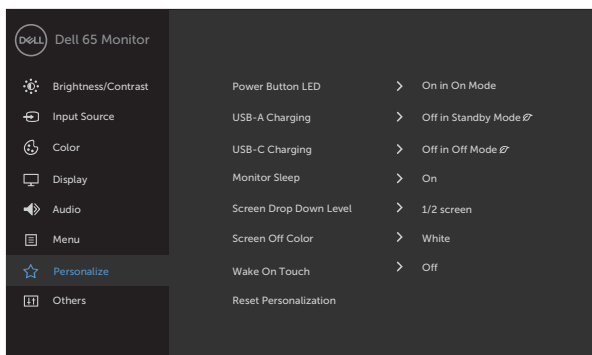 DELL Dell 65 Monitor
Brightness/Contrast
Input Source
Color
Display
Audio
Menu
Personalize
Others
Power Button LED > On in On Mode
USB-A Charging > Off in Standby Mode
USB-C Charging > Off in Off Mode
Monitor Sleep > On
Screen Drop Down Level > 1/2 screen
Screen Off Color > White
Wake On Touch > Off
Reset Personalization